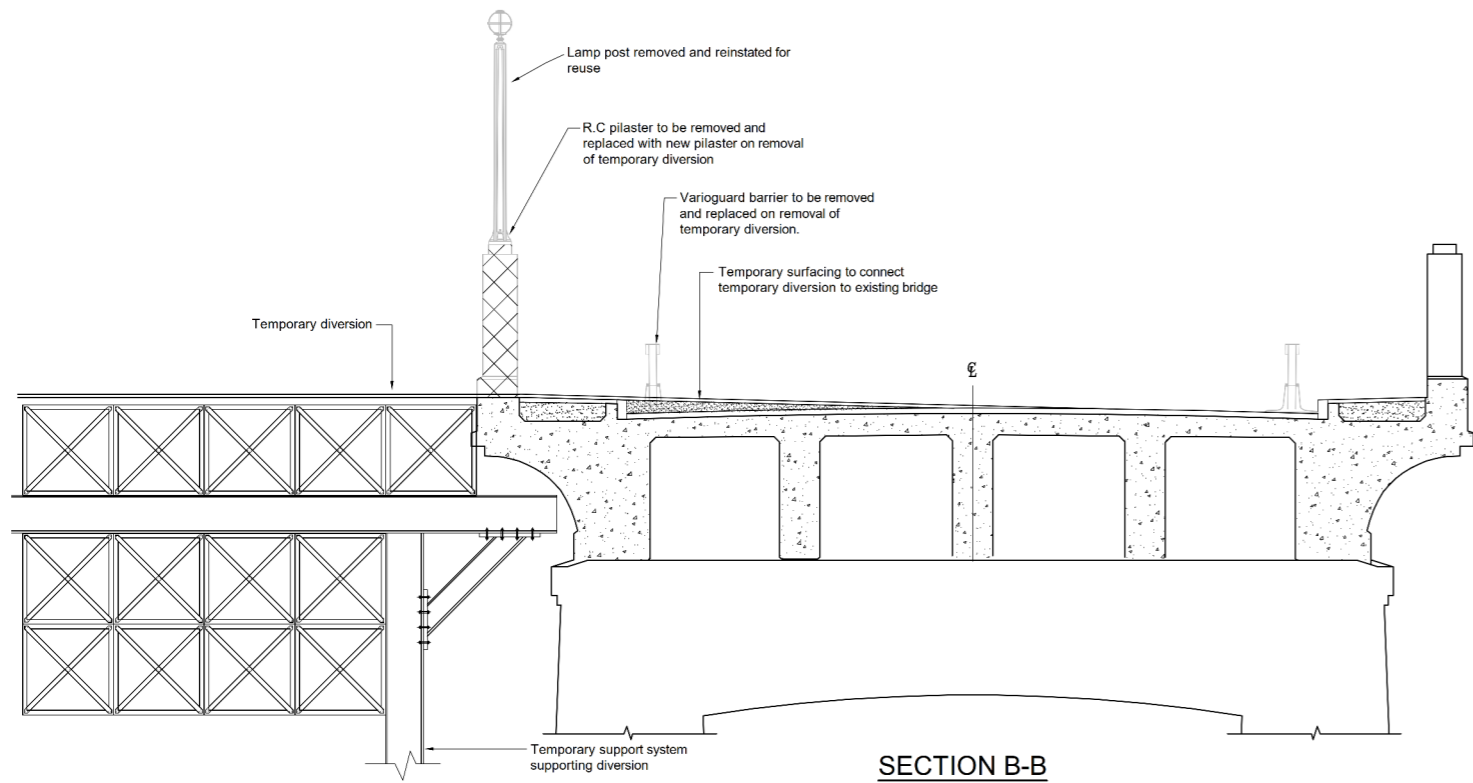 Lamp post removed and reinstated for
reuse
R.C pilaster to be removed and
replaced with new pilaster on removal
of temporary diversion
Varioguard barrier to be removed
and replaced on removal of
temporary diversion.
Temporary surfacing to connect
temporary diversion to existing bridge
Temporary diversion
℄
Temporary support system
supporting diversion
SECTION B-B